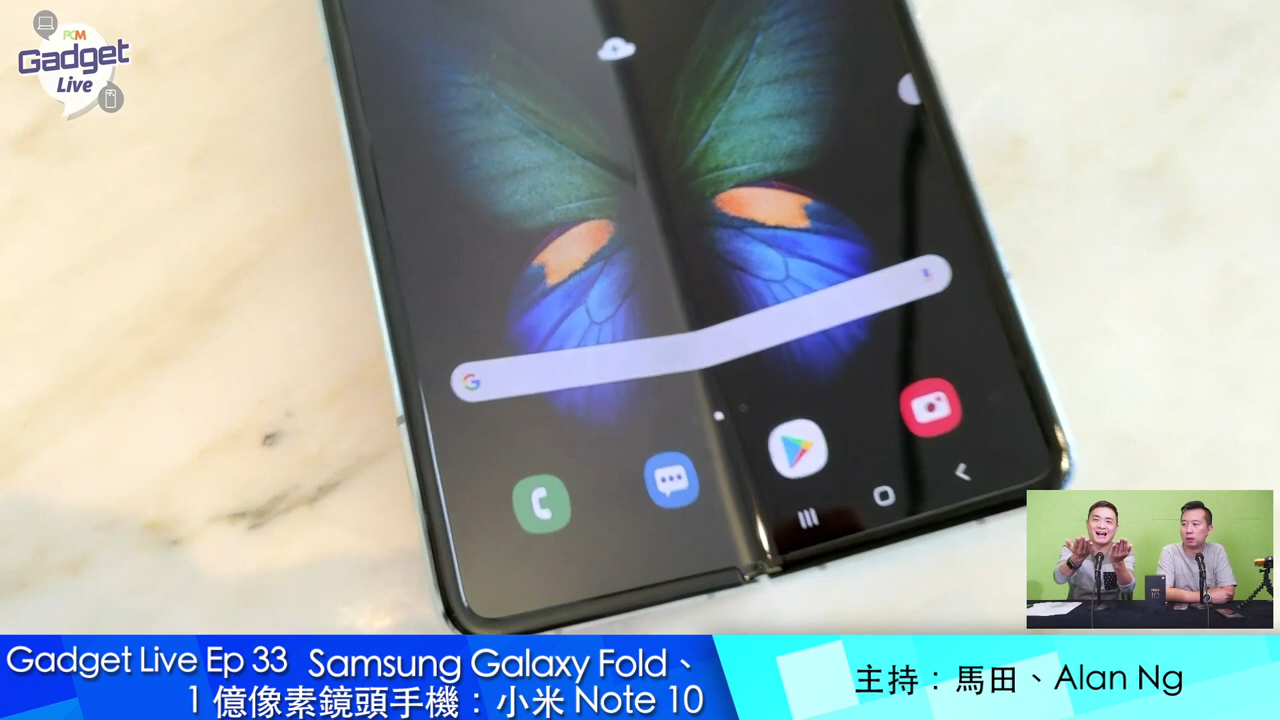 PCM
Gadget
Live
G
Gadget Live Ep 33 Samsung Galaxy Fold、
1 億像素鏡頭手機：小米 Note 10
主持：馬田、Alan Ng